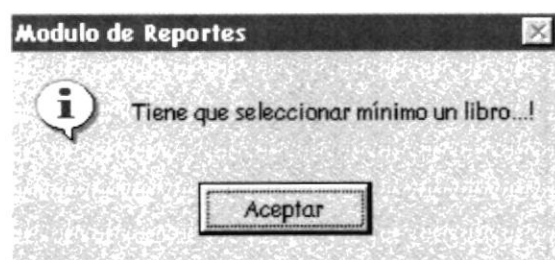 Modulo de Reportes
Tiene que seleccionar mínimo un libro...!
Aceptar